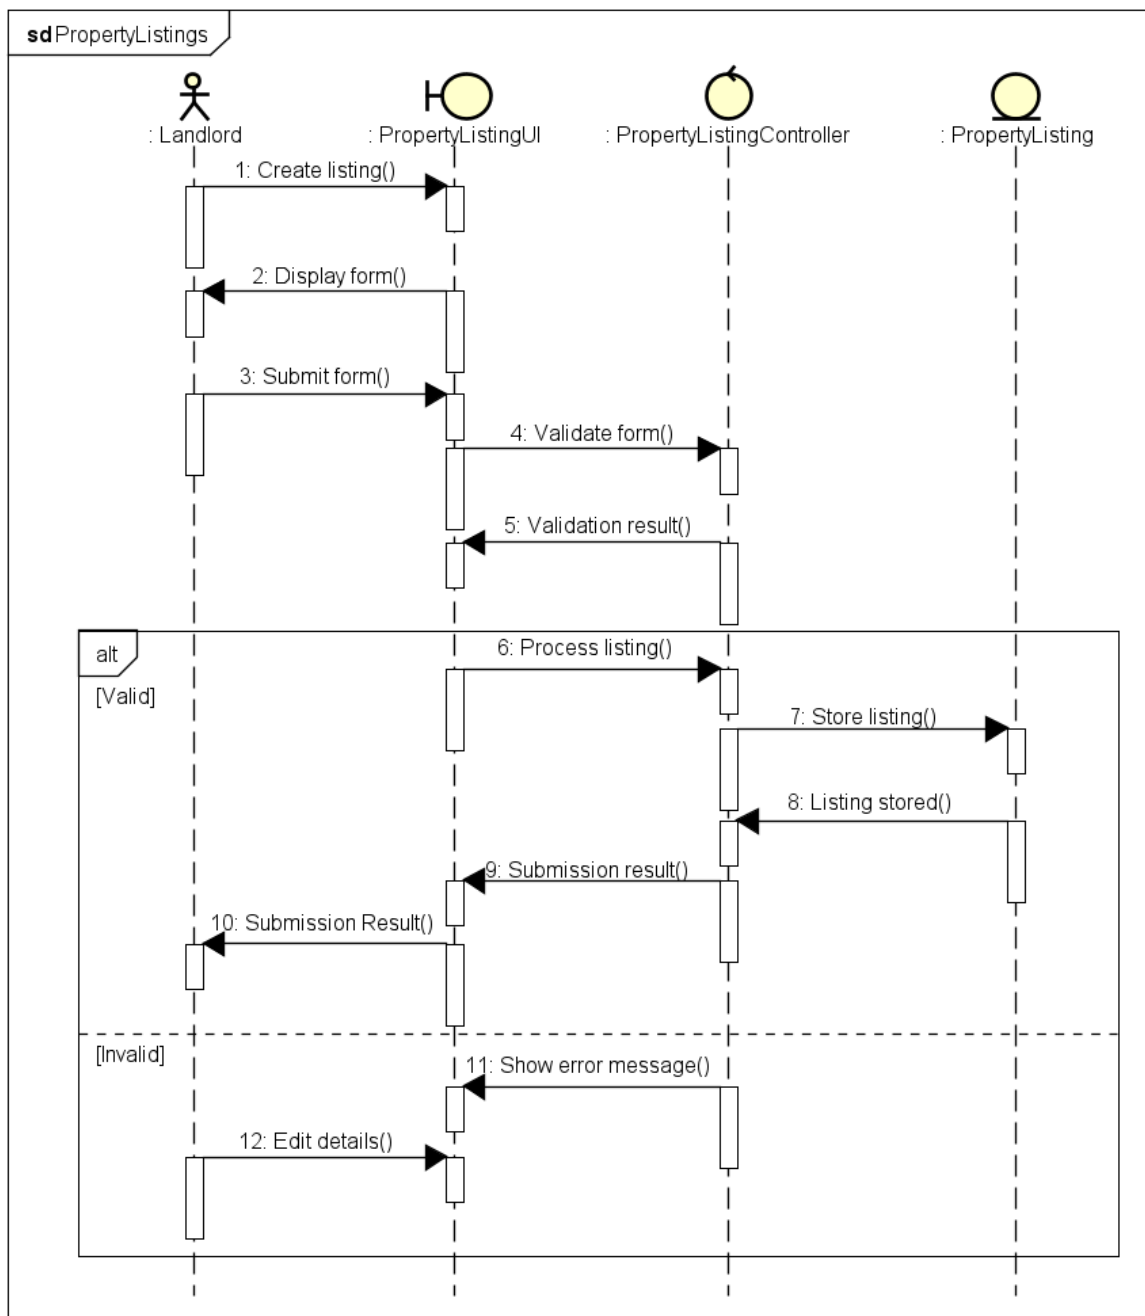 sd PropertyListings
: Landlord
: PropertyListingUI
: PropertyListingController
: PropertyListing
1: Create listing()
2: Display form()
3: Submit form()
4: Validate form()
5: Validation result()
alt
6: Process listing()
[Valid]
7: Store listing()
8: Listing stored()
9: Submission result()
10: Submission Result()
[Invalid]
11: Show error message()
12: Edit details()